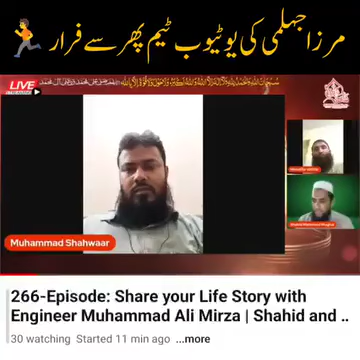 مرزا جہلمی کی یوٹیوب ٹیم پھر سے فرار
LIVE
STREAMING
Muhammad Shahwaar
266-Episode: Share your Life Story with
Engineer Muhammad Ali Mirza | Shahid and ..
30 watching Started 11 min ago ...more